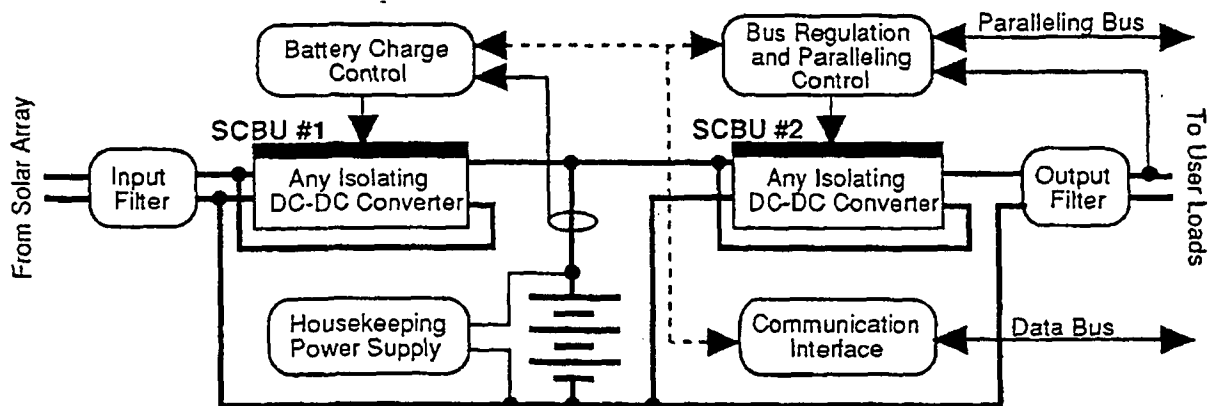 Battery Charge
Control
Bus Regulation
and Paralleling
Control
Paralleling Bus
From Solar Array
Input
Filter
SCBU #1
Any Isolating
DC-DC Converter
SCBU #2
Any Isolating
DC-DC Converter
Output
Filter
To User Loads
Housekeeping
Power Supply
Communication
Interface
Data Bus